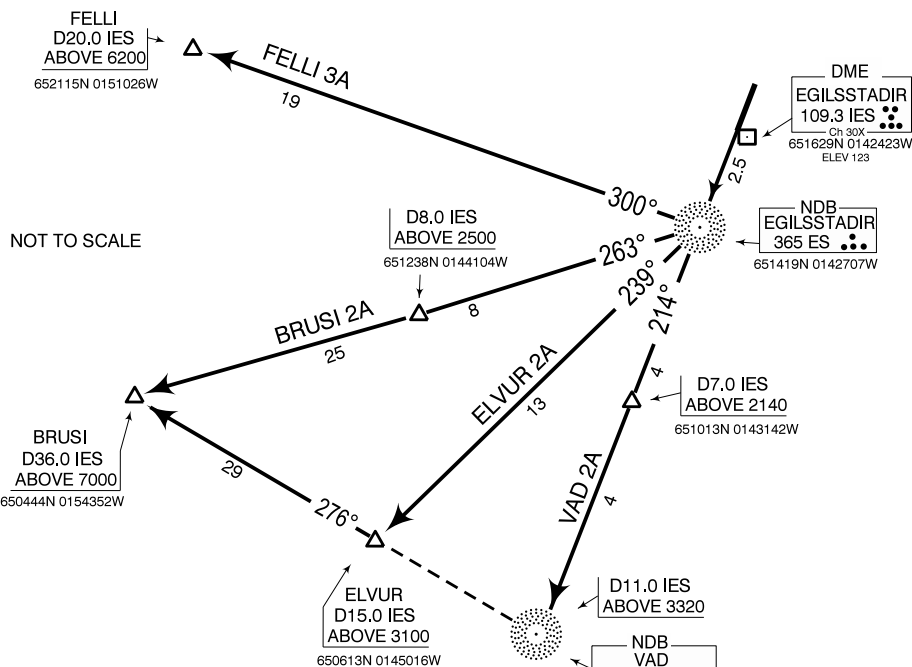 FELLI
D20.0 IES
ABOVE 6200
652115N 0151026W
FELLI 3A
19
DME
EGILSSTADIR
109.3 IES
Ch 30X
651629N 0142423W
ELEV 123
2.5
300°
NOT TO SCALE
D8.0 IES
ABOVE 2500
651238N 0144104W
263°
239°
214°
NDB
EGILSSTADIR
365 ES
651419N 0142707W
BRUSI 2A
25
8
ELVUR 2A
13
4
D7.0 IES
ABOVE 2140
651013N 0143142W
VAD 2A
4
BRUSI
D36.0 IES
ABOVE 7000
650444N 0154352W
29
276°
ELVUR
D15.0 IES
ABOVE 3100
650613N 0145016W
D11.0 IES
ABOVE 3320
NDB
VAD